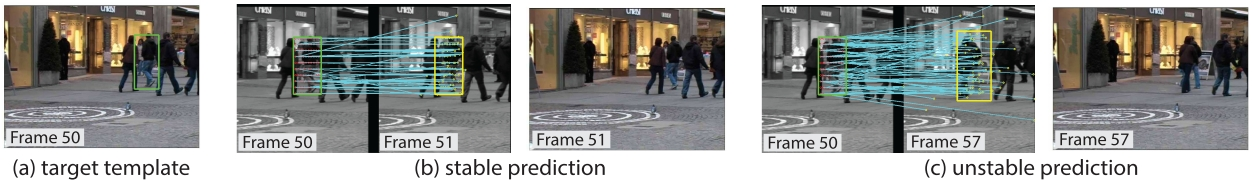 Frame 50
Frame 50
Frame 51
Frame 51
Frame 50
Frame 57
Frame 57
(a) target template
(b) stable prediction
(c) unstable prediction